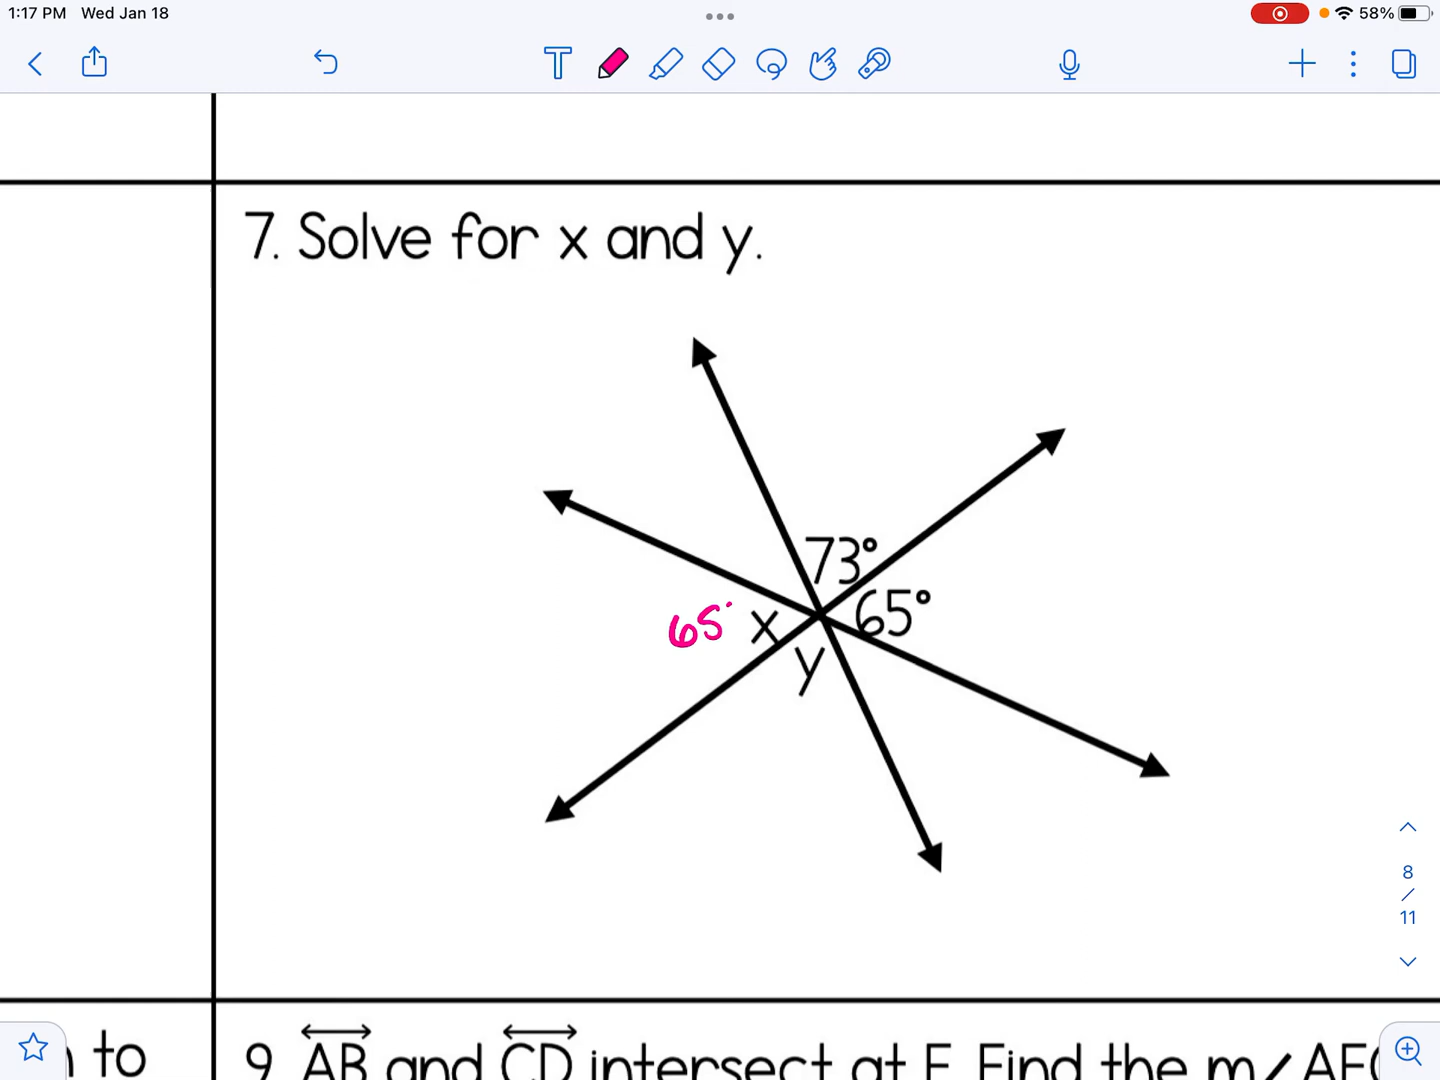 1:17 PM Wed Jan 18
58%
7. Solve for x and y.
73°
65°
65° x
y
8
/
11
to
9. AB and CD intersect at E. Find the m∠AEC